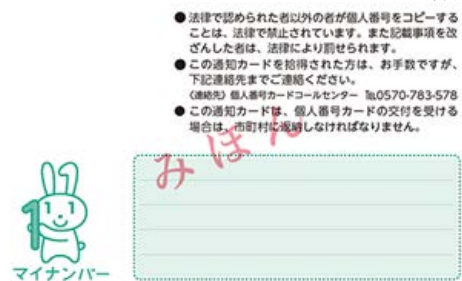 ●法律で認められた者以外の者が個人番号をコピーする
ことは、法律で禁止されています。また記載事項を改
ざんした者は、法律により罰せられます。
●この通知カードを拾得された方は、お手数ですが、
下記連絡先までご連絡ください。
〈連絡先〉個人番号カードコールセンター ℡0570-783-578
●この通知カードは、個人番号カードの交付を受ける
場合は、市町村に返納しなければなりません。
みほん
1
マイナンバー